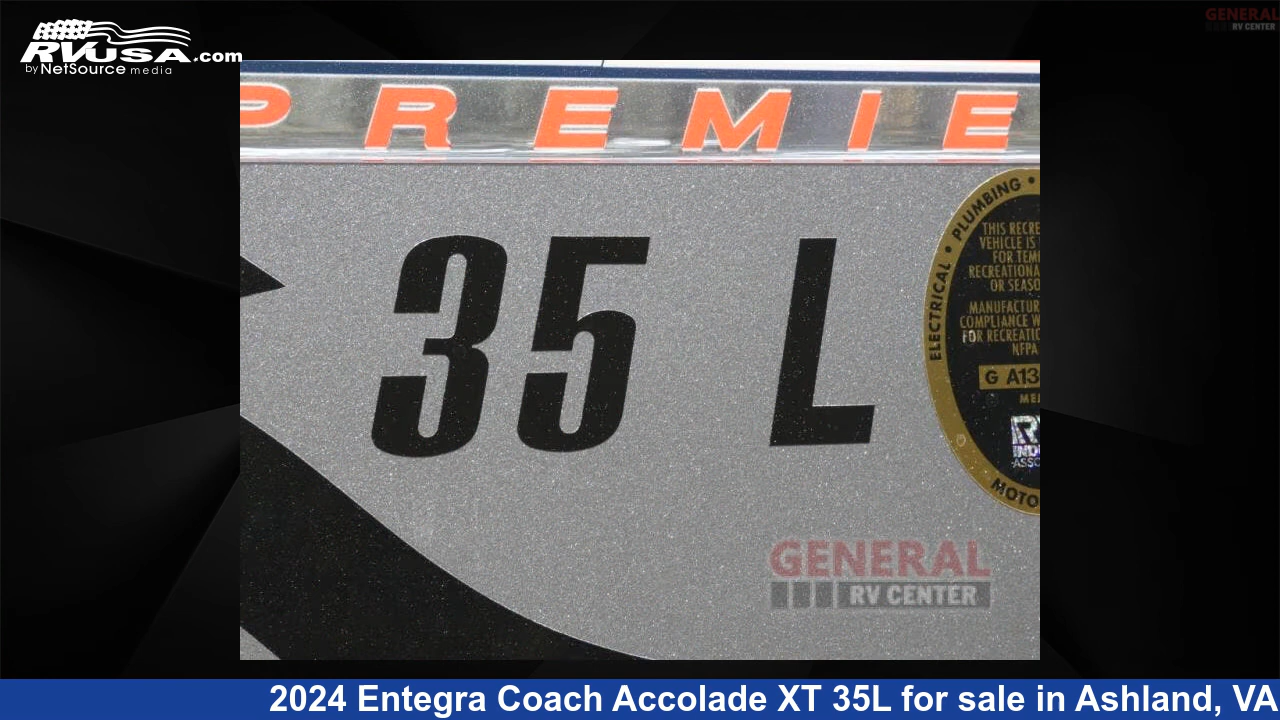 GENERAL
RV CENTER
RVUSA.com
by NetSource media
PREMIE
PLUMBING •
ELECTRICAL •
THIS RECRE
VEHICLE IS
FOR TEM
RECREATIONA
OR SEASO
MANUFACTUR
COMPLIANCE W
FOR RECREATIO
NFPA
G A13
35 L
MOTO
GENERAL
RV CENTER
2024 Entegra Coach Accolade XT 35L for sale in Ashland, VA